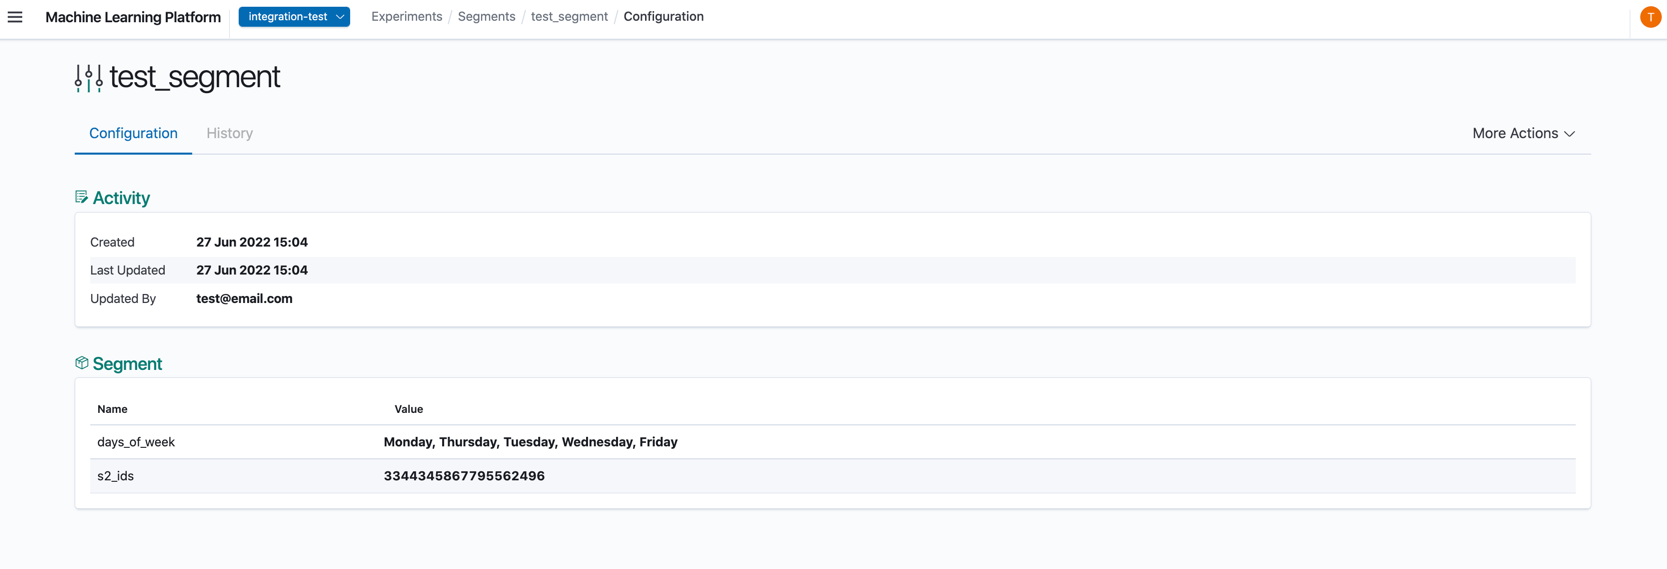 Machine Learning Platform integration-test Experiments / Segments / test_segment / Configuration T
test_segment
Configuration History More Actions
Activity
Created 27 Jun 2022 15:04
Last Updated 27 Jun 2022 15:04
Updated By test@email.com
Segment
Name Value
days_of_week Monday, Thursday, Tuesday, Wednesday, Friday
s2_ids 3344345867795562496